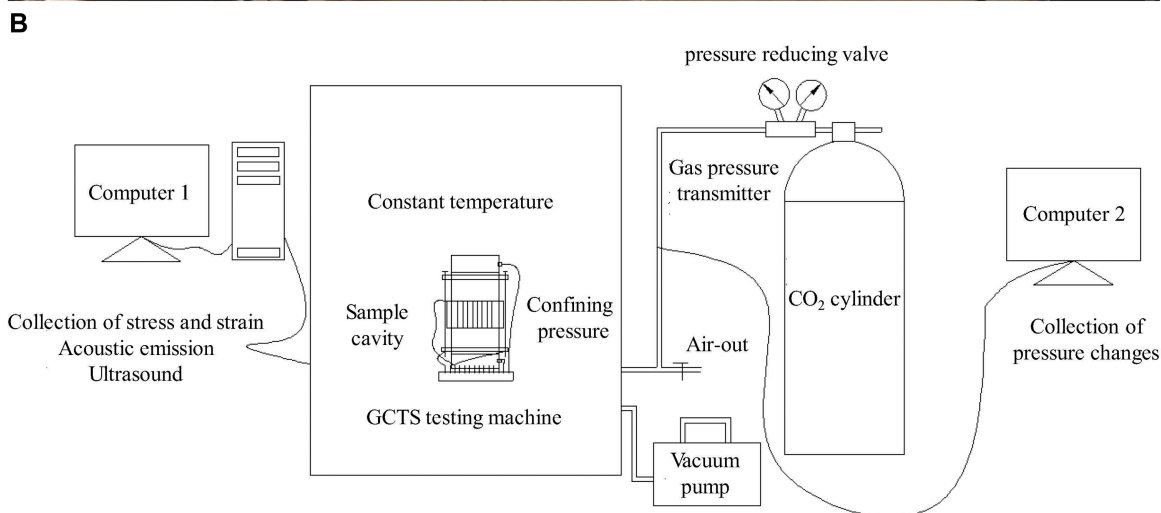 B
pressure reducing valve
Gas pressure
transmitter
Computer 1
Computer 2
Constant temperature
CO₂ cylinder
Sample
cavity
Confining
pressure
Collection of stress and strain
Acoustic emission
Ultrasound
Air-out
Collection of
pressure changes
GCTS testing machine
Vacuum
pump